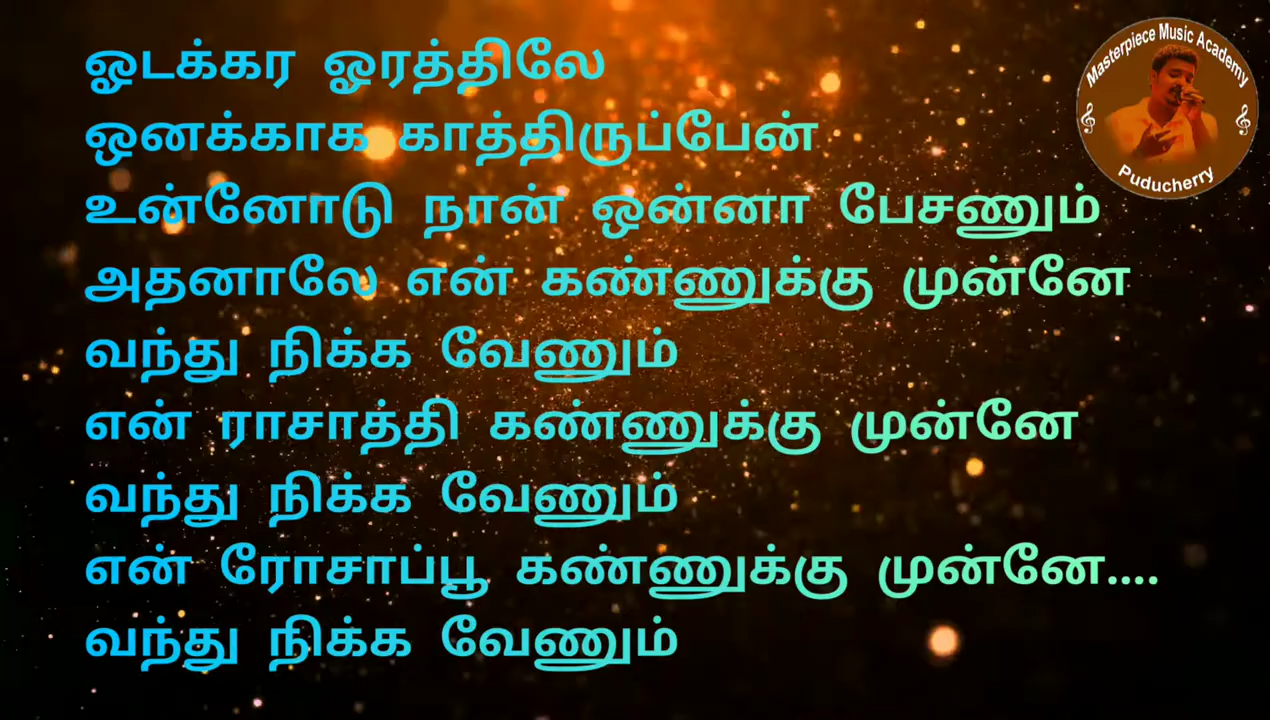 ஓடக்கர ஓரத்திலே
ஒனக்காக காத்திருப்பேன்
உன்னோடு நான் ஒன்னா பேசணும்
அதனாலே என் கண்ணுக்கு முன்னே
வந்து நிக்க வேணும்
என் ராசாத்தி கண்ணுக்கு முன்னே
வந்து நிக்க வேணும்
என் ரோசாப்பூ கண்ணுக்கு முன்னே....
வந்து நிக்க வேணும்
Masterpiece Music Academy
Puducherry